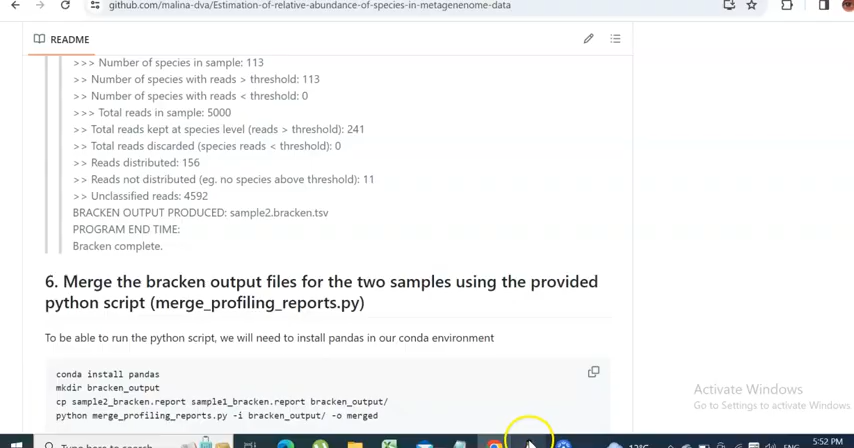 github.com/malina-dva/Estimation-of-relative-abundance-of-species-in-metagenenome-data
README
>>> Number of species in sample: 113
>> Number of species with reads > threshold: 113
>> Number of species with reads < threshold: 0
>>> Total reads in sample: 5000
>> Total reads kept at species level (reads > threshold): 241
>> Total reads discarded (species reads < threshold): 0
>> Reads distributed: 156
>> Reads not distributed (eg. no species above threshold): 11
>> Unclassified reads: 4592
BRACKEN OUTPUT PRODUCED: sample2.bracken.tsv
PROGRAM END TIME:
Bracken complete.
6. Merge the bracken output files for the two samples using the provided
python script (merge_profiling_reports.py)
To be able to run the python script, we will need to install pandas in our conda environment
conda install pandas
mkdir bracken_output
cp sample2_bracken.report sample1_bracken.report bracken_output/
python merge_profiling_reports.py -i bracken_output/ -o merged
Activate Windows
Go to Settings to activate Windows.
5:52 PM
Type here to search
12°C
ENG